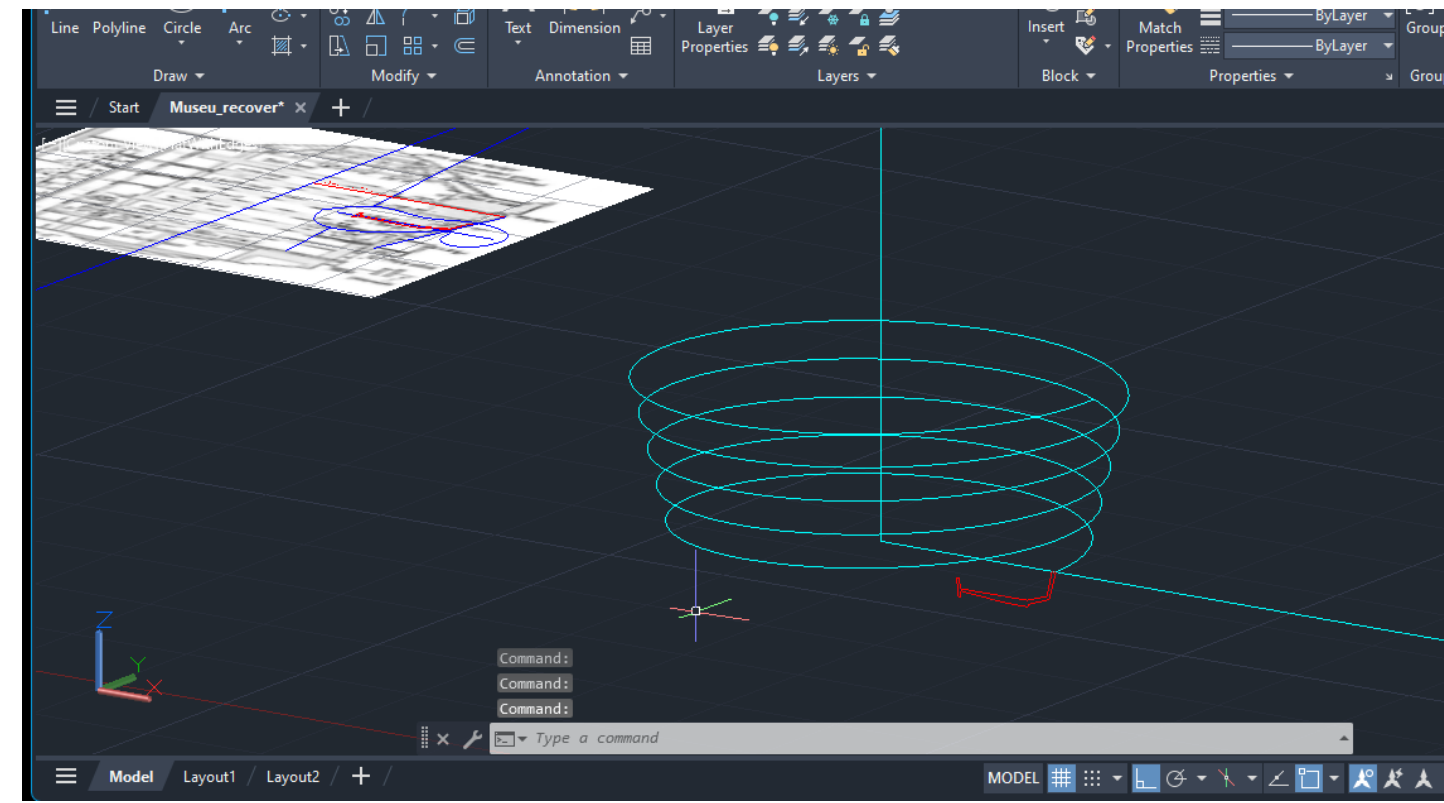 Line Polyline Circle Arc Text Dimension Layer Properties Insert Match Properties ByLayer
ByLayer
Draw Modify Annotation Layers Block Properties
Start Museu_recover*
Z
Y
X
Command:
Command:
Command:
Type a command
Model Layout1 Layout2 MODEL